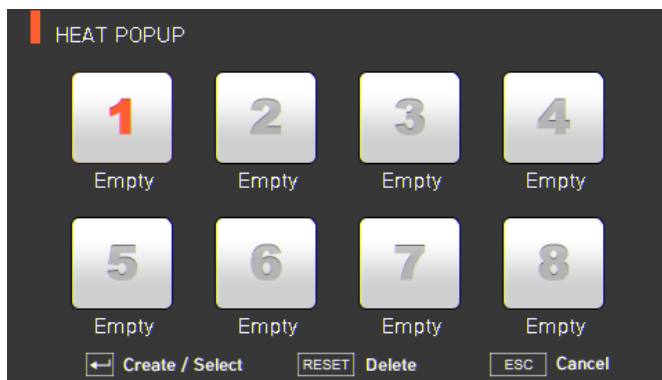 HEAT POPUP
1 2 3 4
Empty Empty Empty Empty
5 6 7 8
Empty Empty Empty Empty
Create / Select RESET Delete ESC Cancel